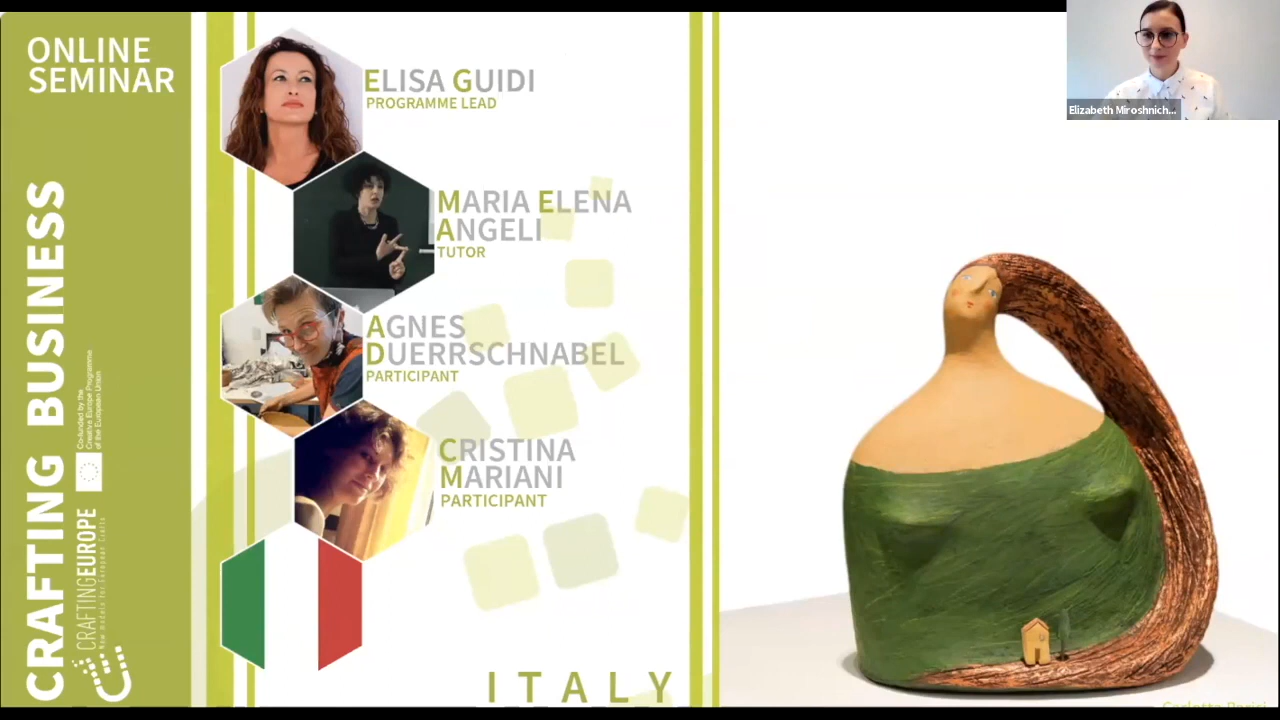 ONLINE
SEMINAR
CRAFTING BUSINESS
Co-funded by the
Creative Europe Programme
of the European Union
CRAFTINGEUROPE
New models for European Crafts
ELISA GUIDI
PROGRAMME LEAD
MARIA ELENA
ANGELI
TUTOR
AGNES
DUERRSCHNABEL
PARTICIPANT
CRISTINA
MARIANI
PARTICIPANT
ITALY
Elizabeth Miroshnich...